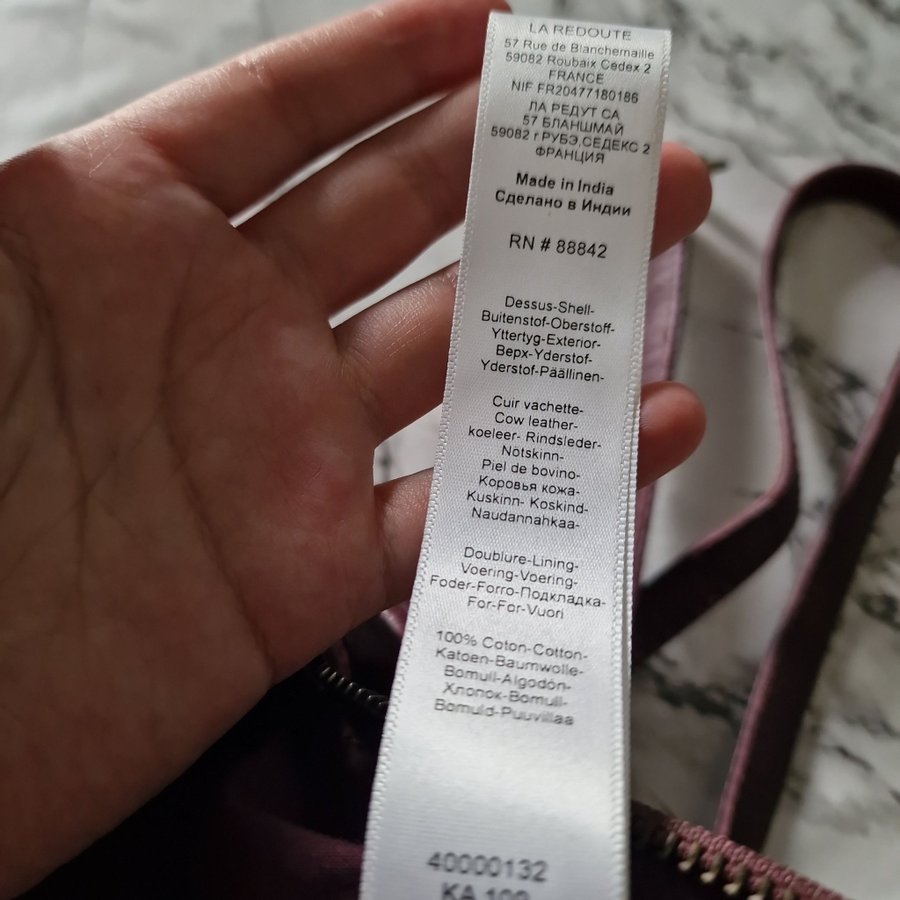 LA REDOUTE
57 Rue de Blanchemaille
59082 Roubaix Cedex 2
FRANCE
NIF FR20477180186
ЛА РЕДУТ СА
57 БЛАНШМАЙ
59082 г РУБЭ,СЕДЕКС 2
ФРАНЦИЯ
Made in India
Сделано в Индии
RN # 88842
Dessus-Shell-
Buitenstof-Oberstoff-
Yttertyg-Exterior-
Верх-Yderstof-
Yderstof-Päällinen-
Cuir vachette-
Cow leather-
koeleer- Rindsleder-
Nötskinn-
Piel de bovino-
Коровья кожа-
Kuskinn- Koskind-
Naudannahkaa-
Doublure-Lining-
Voering-Voering-
Foder-Forro-Подкладка-
For-For-Vuori
100% Coton-Cotton-
Katoen-Baumwolle-
Bomull-Algodón-
Хлопок-Bomull-
Bomuld-Puuvillaa
40000132
KA 109